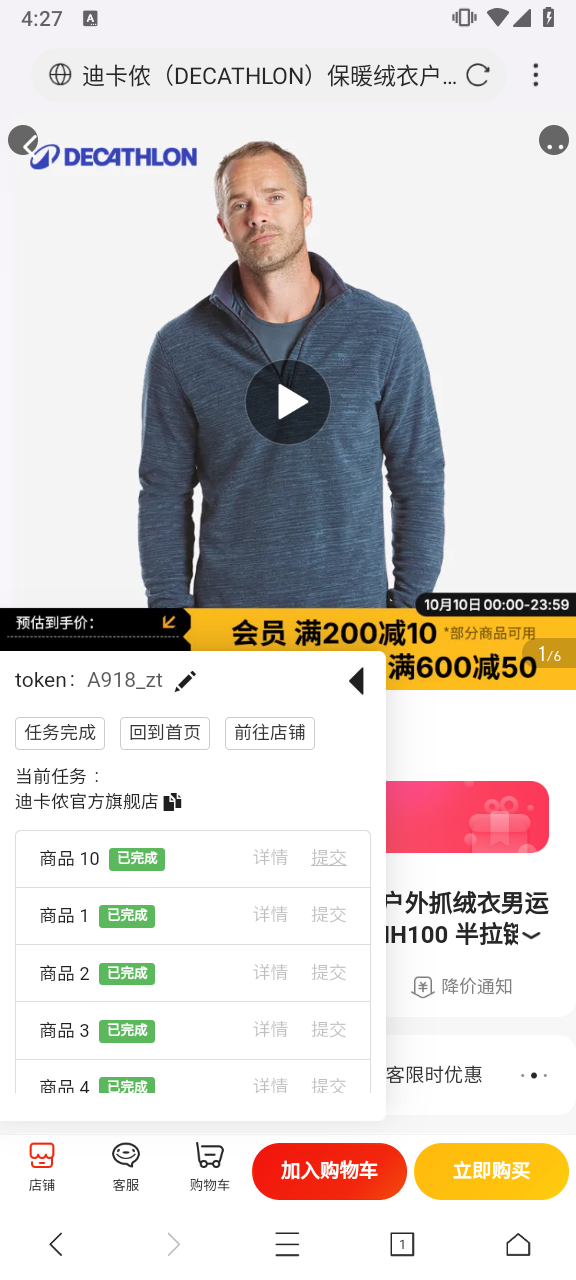 4:27
A
迪卡侬（DECATHLON）保暖绒衣户...
DECATHLON
10月10日 00:00-23:59
预估到手价：
会员 满200减10 *部分商品可用
满600减50
1/6
token： A918_zt
任务完成 回到首页 前往店铺
当前任务：
迪卡侬官方旗舰店
商品 10 已完成 详情 提交
商品 1 已完成 详情 提交
商品 2 已完成 详情 提交
商品 3 已完成 详情 提交
商品 4 已完成 详情 提交
户外抓绒衣男运
MH100 半拉链
降价通知
客限时优惠
店铺 客服 购物车 加入购物车 立即购买
1